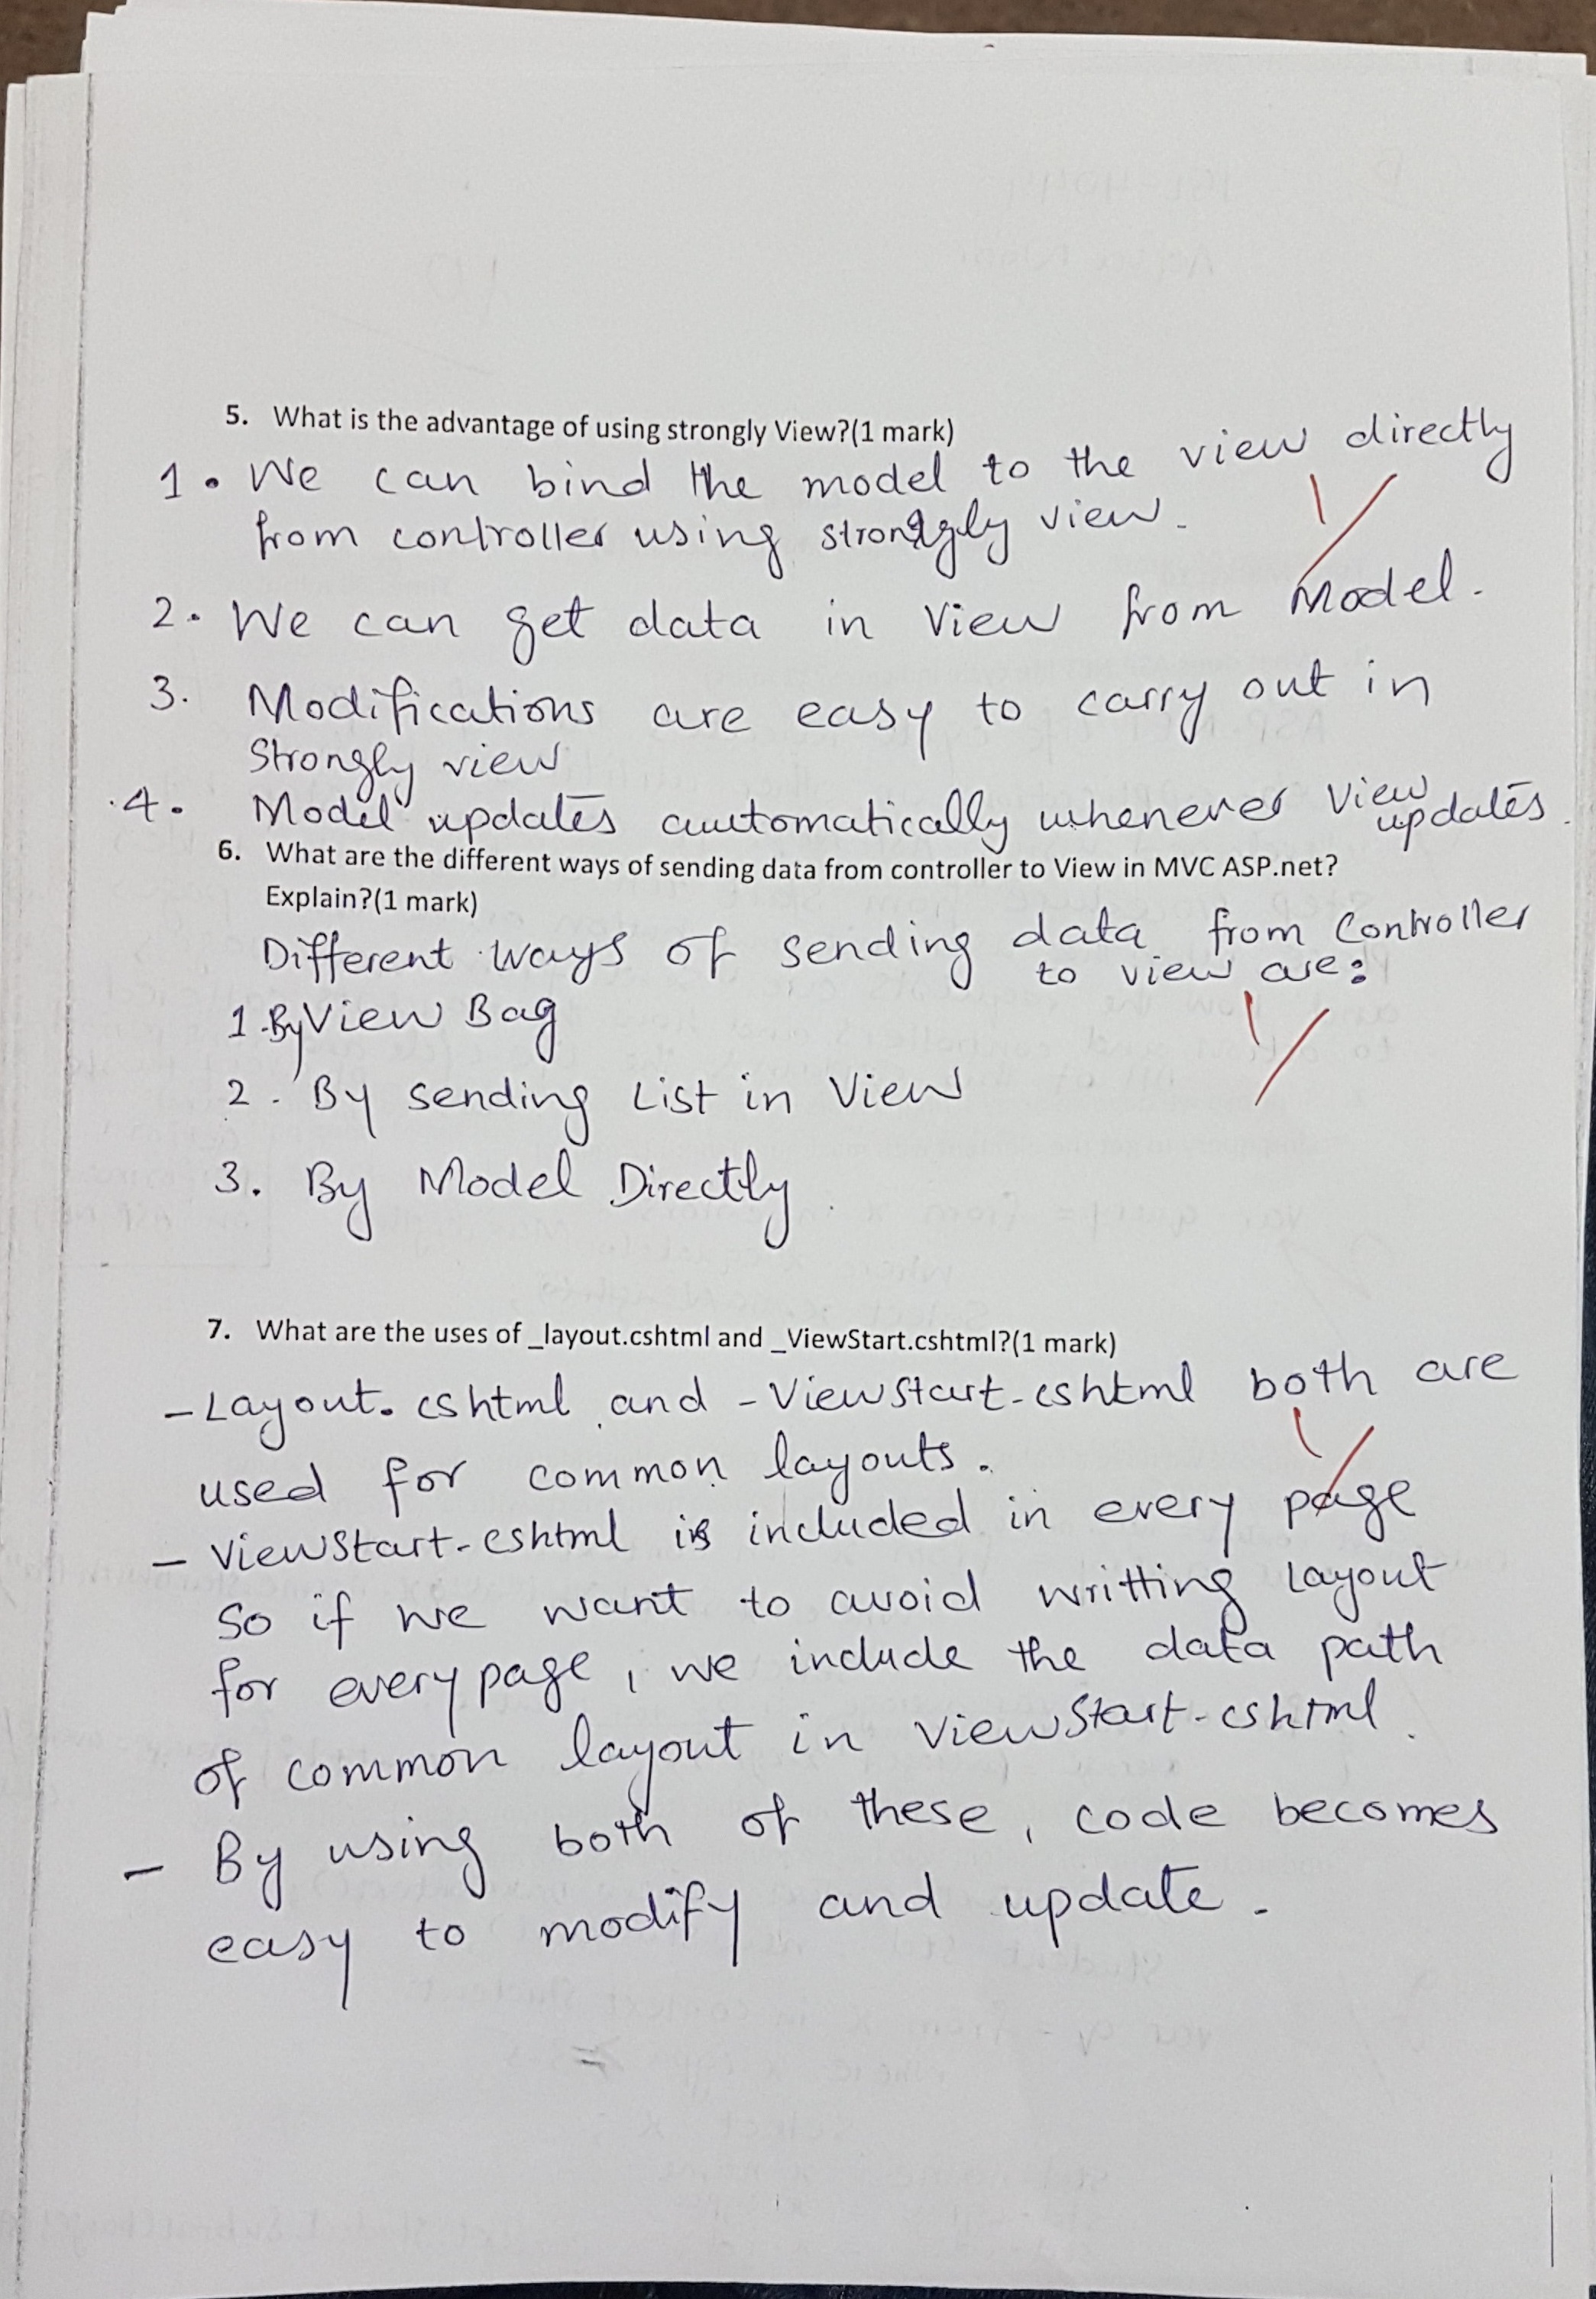 5. What is the advantage of using strongly View?(1 mark)
1. We can bind the model to the view directly
from controller using strongly view.
2. We can get data in View from Model.
3. Modifications are easy to carry out in
Strongly view
4. Model updates automatically whenever View
updates.
6. What are the different ways of sending data from controller to View in MVC ASP.net?
Explain?(1 mark)
Different ways of sending data from Controller
to view are:
1. By View Bag
2. By sending List in View
3. By Model Directly.
7. What are the uses of _layout.cshtml and _ViewStart.cshtml?(1 mark)
- Layout.cshtml and - ViewStart.cshtml both are
used for common layouts.
- ViewStart.cshtml is included in every page
so if we want to avoid writting layout
for every page, we include the data path
of common layout in ViewStart.cshtml.
- By using both of these, code becomes
easy to modify and update.